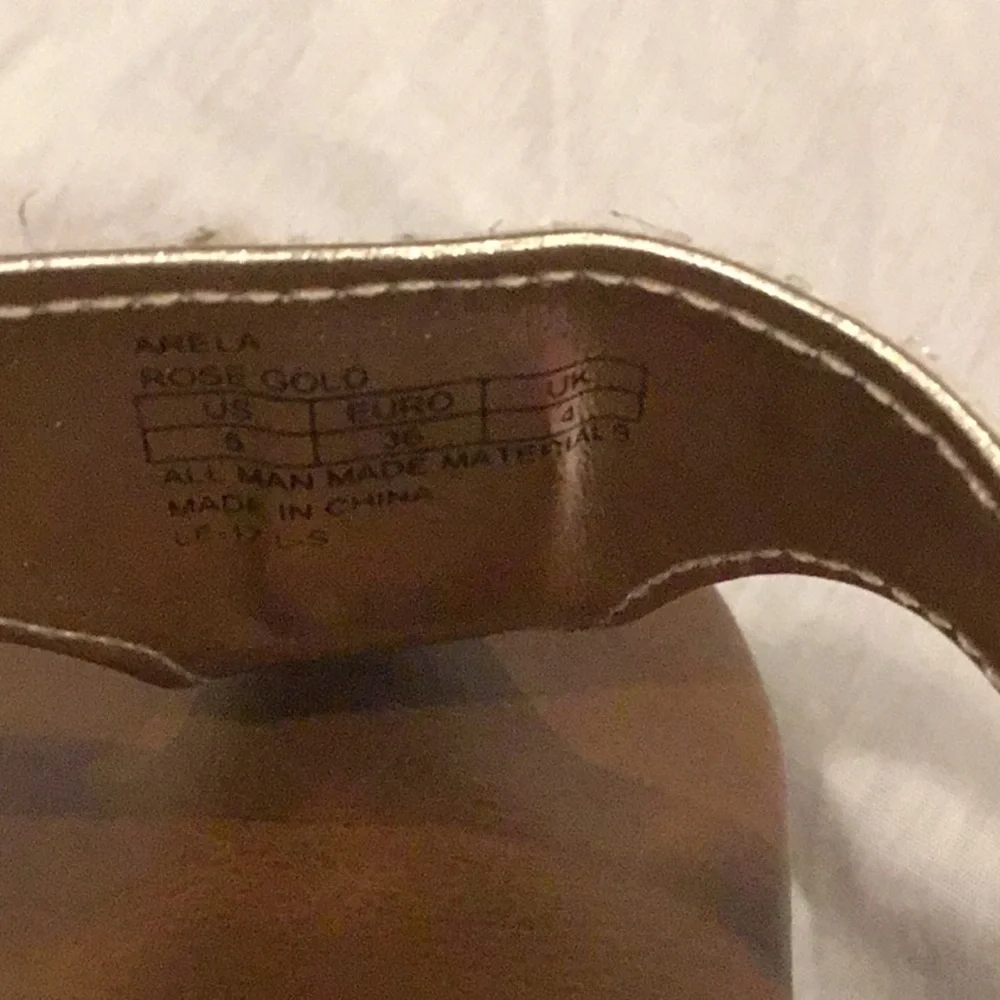 ARELA
ROSE GOLD
US EURO UK
6 36 4
ALL MAN MADE MATERIALS
MADE IN CHINA